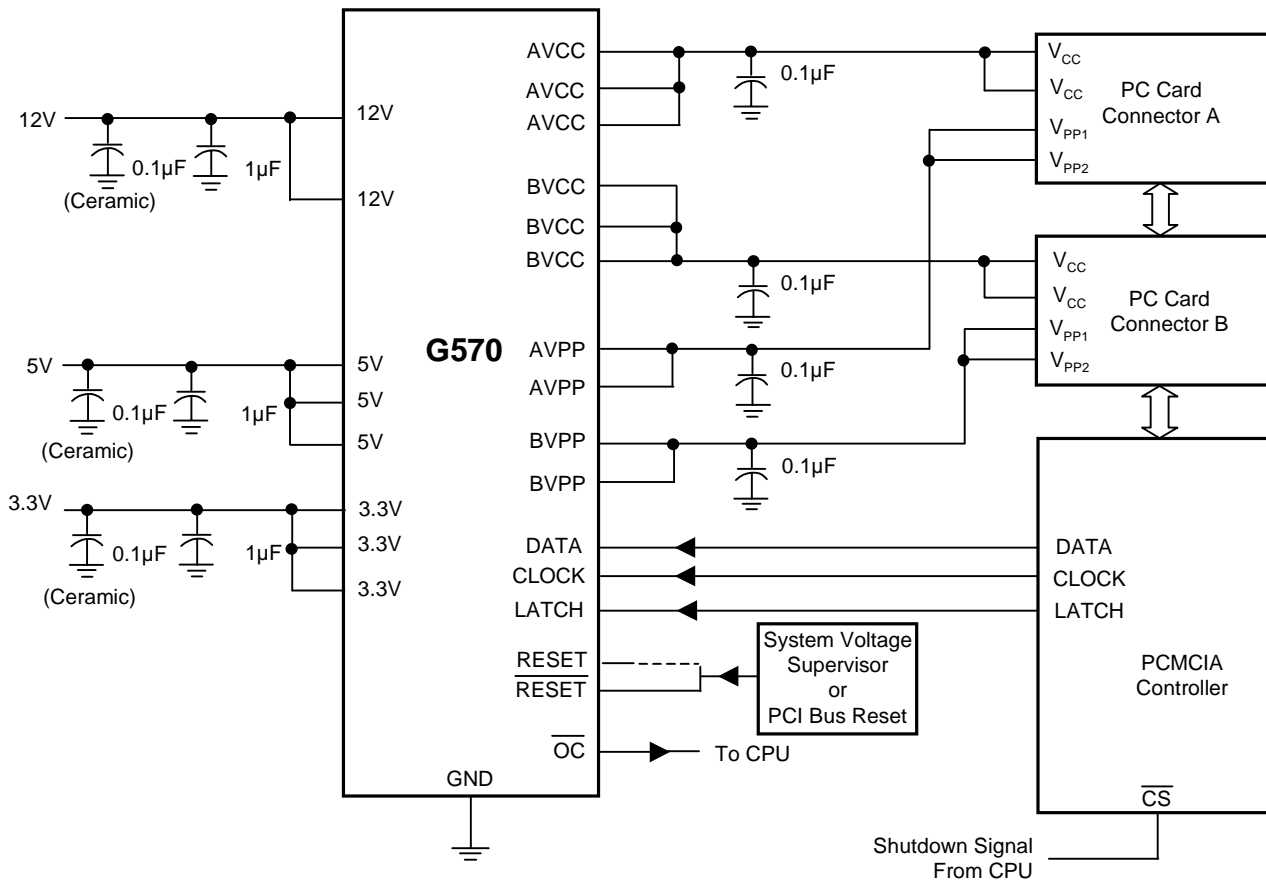 12V
0.1µF
1µF
(Ceramic)
12V
12V
5V
0.1µF
1µF
(Ceramic)
5V
5V
5V
3.3V
0.1µF
1µF
(Ceramic)
3.3V
3.3V
3.3V
G570
GND
AVCC
AVCC
AVCC
BVCC
BVCC
BVCC
AVPP
AVPP
BVPP
BVPP
DATA
CLOCK
LATCH
RESET
RESET
OC
0.1µF
0.1µF
0.1µF
0.1µF
To CPU
System Voltage
Supervisor
or
PCI Bus Reset
VCC
VCC
VPP1
VPP2
PC Card
Connector A
VCC
VCC
VPP1
VPP2
PC Card
Connector B
DATA
CLOCK
LATCH
PCMCIA
Controller
CS
Shutdown Signal
From CPU